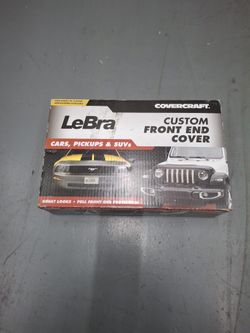 COVERCRAFT.
LeBra
CUSTOM
FRONT END
COVER
CARS, PICKUPS & SUVs
GREAT LOOKS • FULL FRONT END PROTECTION